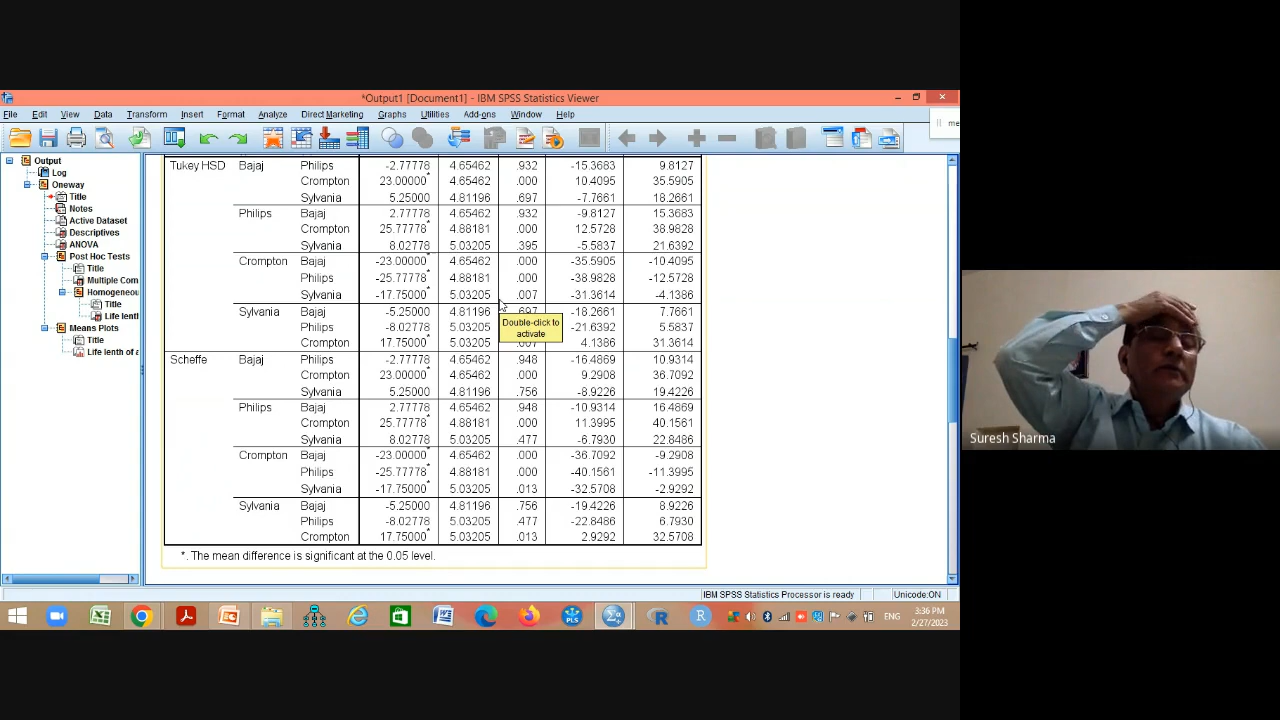 *Output1 [Document1] - IBM SPSS Statistics Viewer
File Edit View Data Transform Insert Format Analyze Direct Marketing Graphs Utilities Add-ons Window Help
me
Output
Log
Oneway
Title
Notes
Active Dataset
Descriptives
ANOVA
Post Hoc Tests
Title
Multiple Com
Homogeneou
Title
Life lenth
Means Plots
Title
Life lenth of a
Tukey HSD Bajaj Philips -2.77778 4.65462 .932 -15.3683 9.8127
Crompton 23.00000* 4.65462 .000 10.4095 35.5905
Sylvania 5.25000 4.81196 .697 -7.7661 18.2661
Philips Bajaj 2.77778 4.65462 .932 -9.8127 15.3683
Crompton 25.77778* 4.88181 .000 12.5728 38.9828
Sylvania 8.02778 5.03205 .395 -5.5837 21.6392
Crompton Bajaj -23.00000* 4.65462 .000 -35.5905 -10.4095
Philips -25.77778* 4.88181 .000 -38.9828 -12.5728
Sylvania -17.75000* 5.03205 .007 -31.3614 -4.1386
Sylvania Bajaj -5.25000 4.81196 .697 -18.2661 7.7661
Philips -8.02778 5.03205 -21.6392 5.5837
Crompton 17.75000* 5.03205 .007 4.1386 31.3614
Double-click to
activate
Scheffe Bajaj Philips -2.77778 4.65462 .948 -16.4869 10.9314
Crompton 23.00000* 4.65462 .000 9.2908 36.7092
Sylvania 5.25000 4.81196 .756 -8.9226 19.4226
Philips Bajaj 2.77778 4.65462 .948 -10.9314 16.4869
Crompton 25.77778* 4.88181 .000 11.3995 40.1561
Sylvania 8.02778 5.03205 .477 -6.7930 22.8486
Crompton Bajaj -23.00000* 4.65462 .000 -36.7092 -9.2908
Philips -25.77778* 4.88181 .000 -40.1561 -11.3995
Sylvania -17.75000* 5.03205 .013 -32.5708 -2.9292
Sylvania Bajaj -5.25000 4.81196 .756 -19.4226 8.9226
Philips -8.02778 5.03205 .477 -22.8486 6.7930
Crompton 17.75000* 5.03205 .013 2.9292 32.5708
*. The mean difference is significant at the 0.05 level.
Suresh Sharma
IBM SPSS Statistics Processor is ready Unicode:ON
PLS
ENG
3:36 PM
2/27/2023